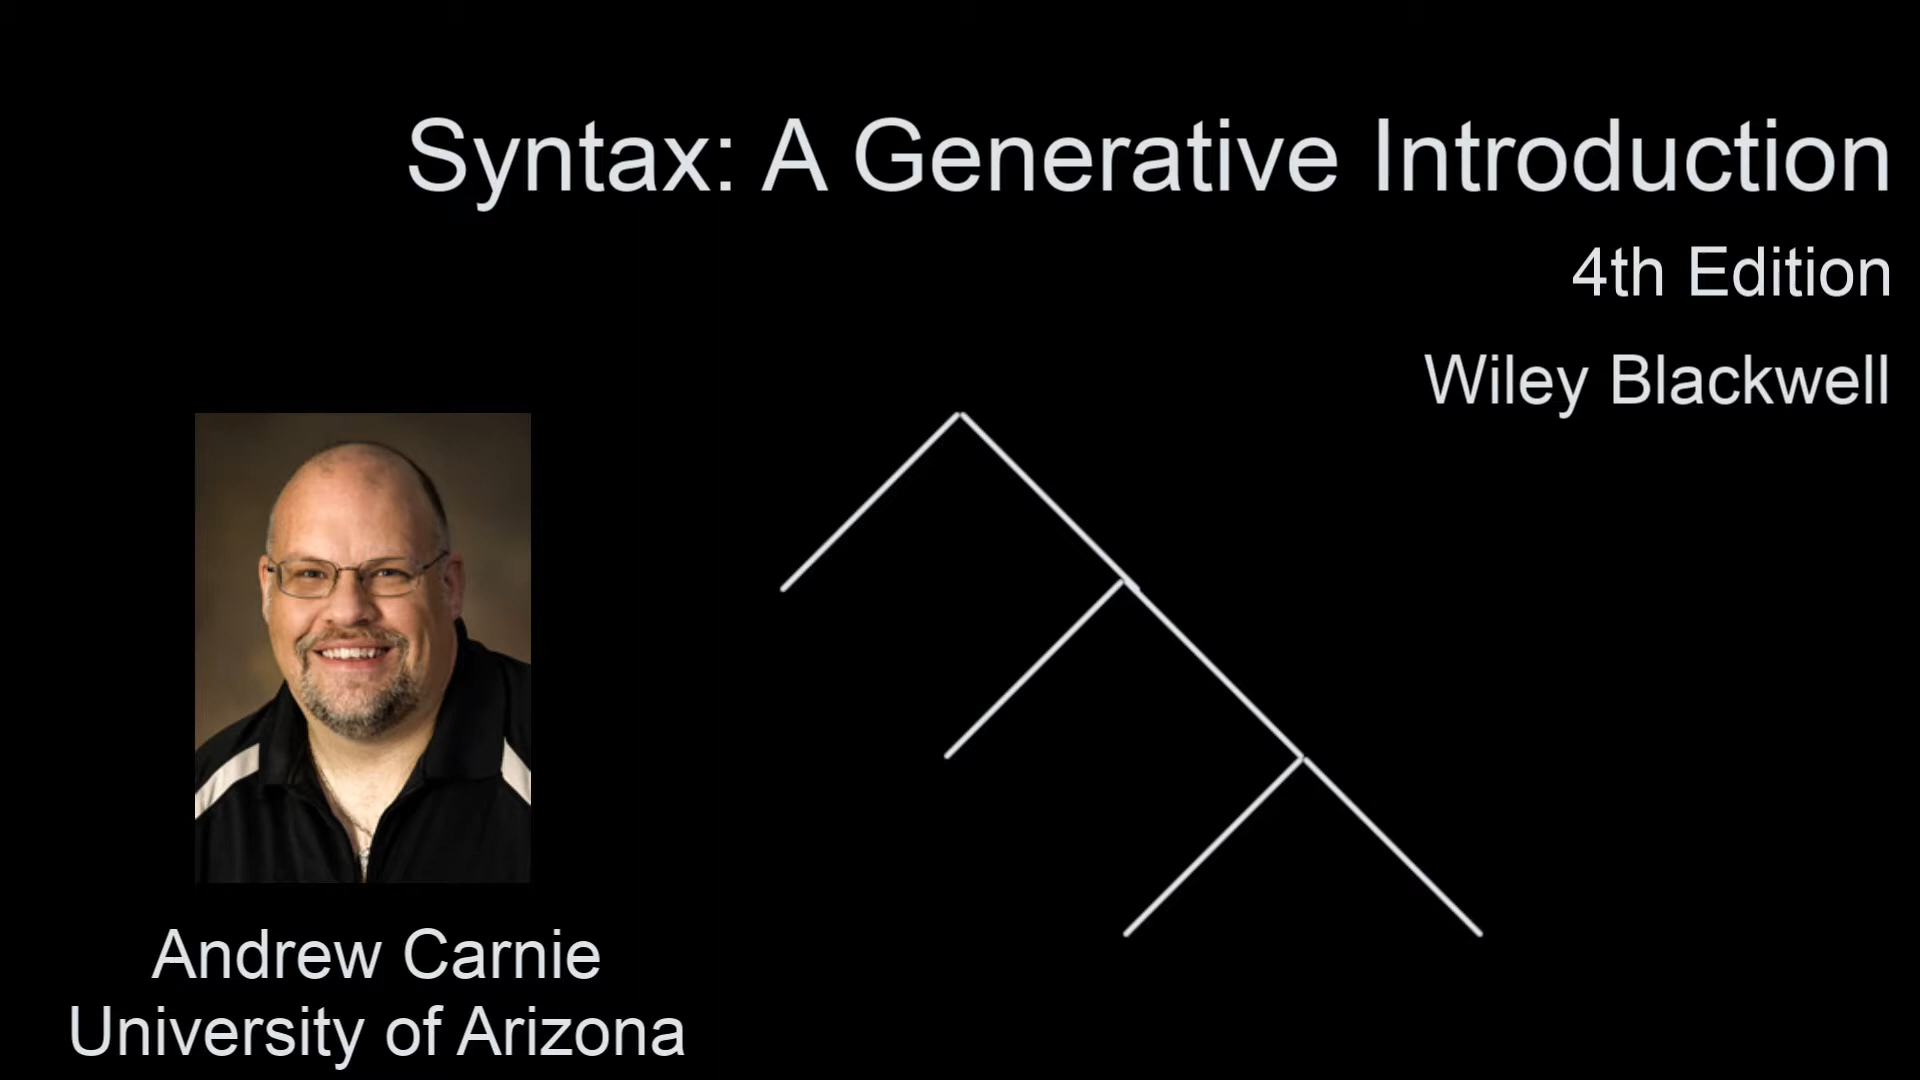 Syntax: A Generative Introduction
4th Edition
Wiley Blackwell
Andrew Carnie
University of Arizona